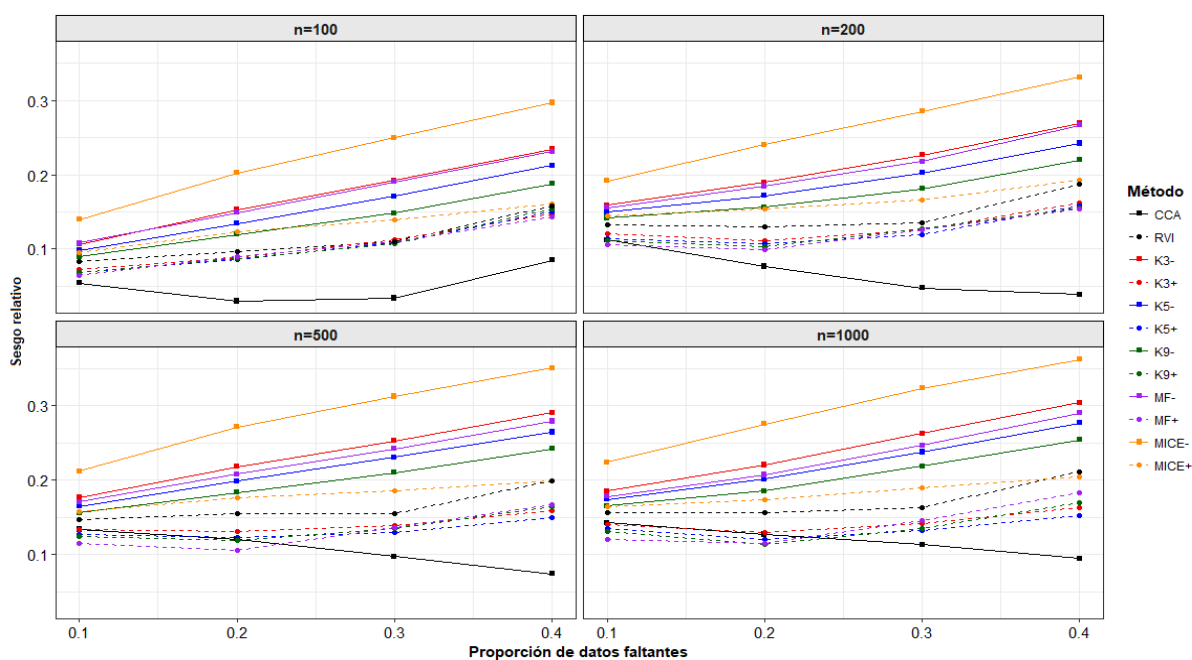 n=100
n=200
0.3
0.2
0.1
n=500
n=1000
0.3
0.2
0.1
0.1
0.2
0.3
0.4
0.1
0.2
0.3
0.4
Sesgo relativo
Proporción de datos faltantes
Método
CCA
RVI
K3-
K3+
K5-
K5+
K9-
K9+
MF-
MF+
MICE-
MICE+